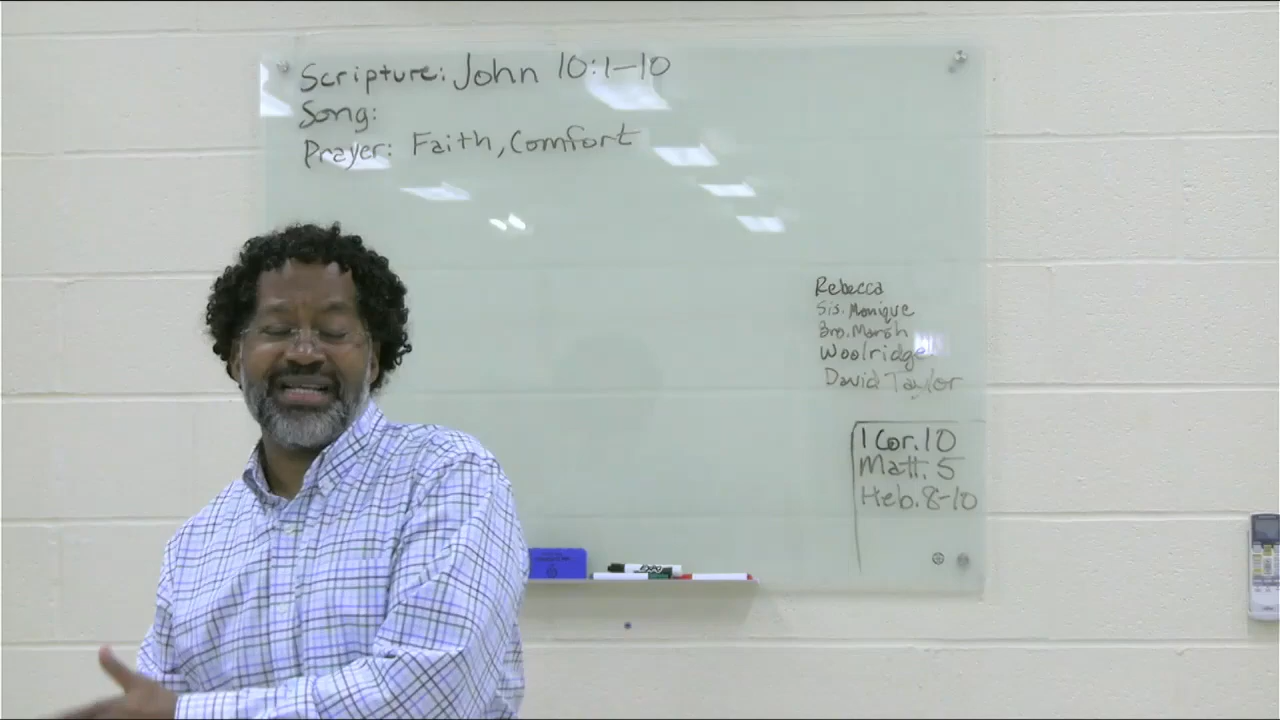 Scripture: John 10:1-10
Song:
Prayer: Faith, Comfort
Rebecca
Sis. Monique
Bro. Marsh
Woolridge
David Taylor
1 Cor. 10
Matt. 5
Heb. 8-10
EXPO